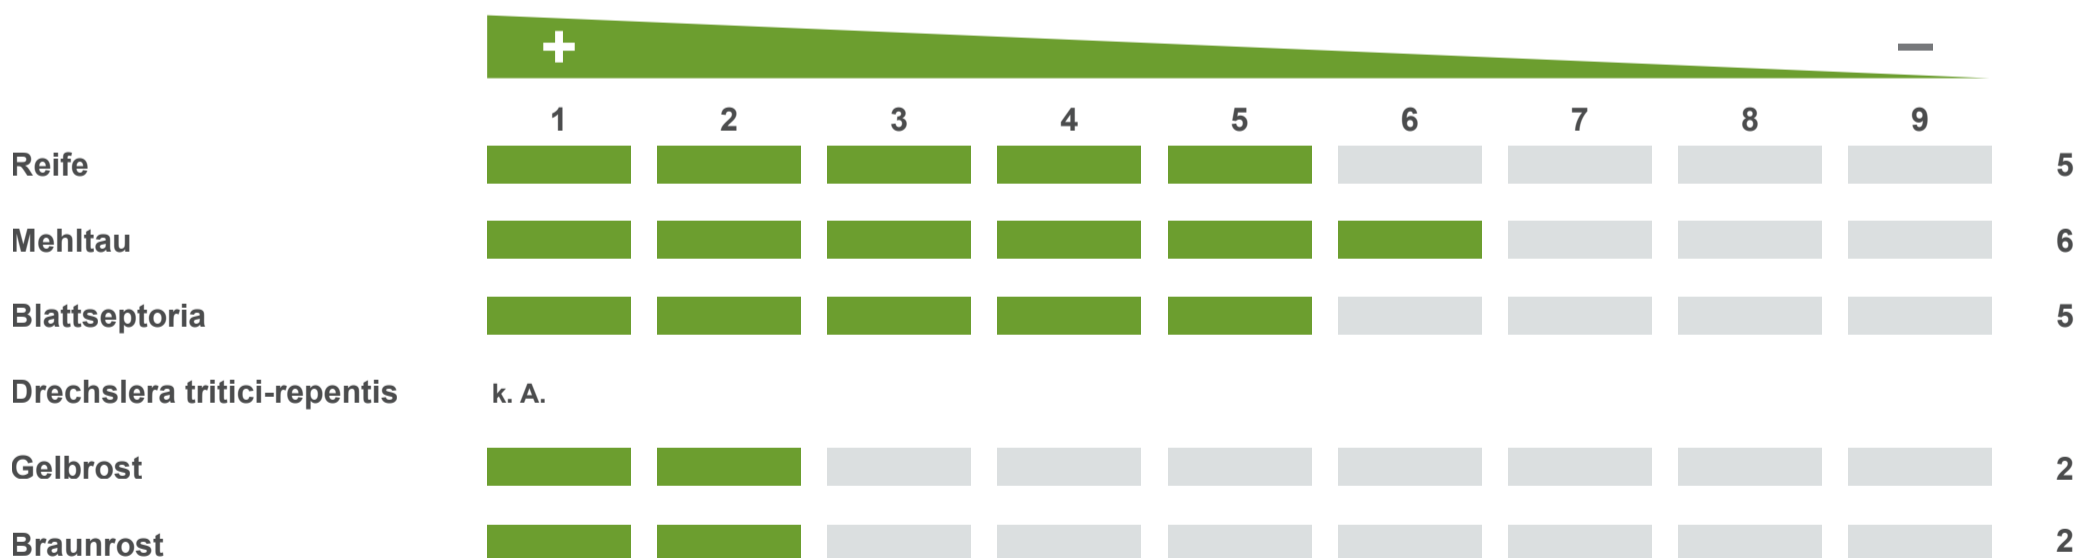 + −
1 2 3 4 5 6 7 8 9
Reife 5
Mehltau 6
Blattseptoria 5
Drechslera tritici-repentis k. A.
Gelbrost 2
Braunrost 2